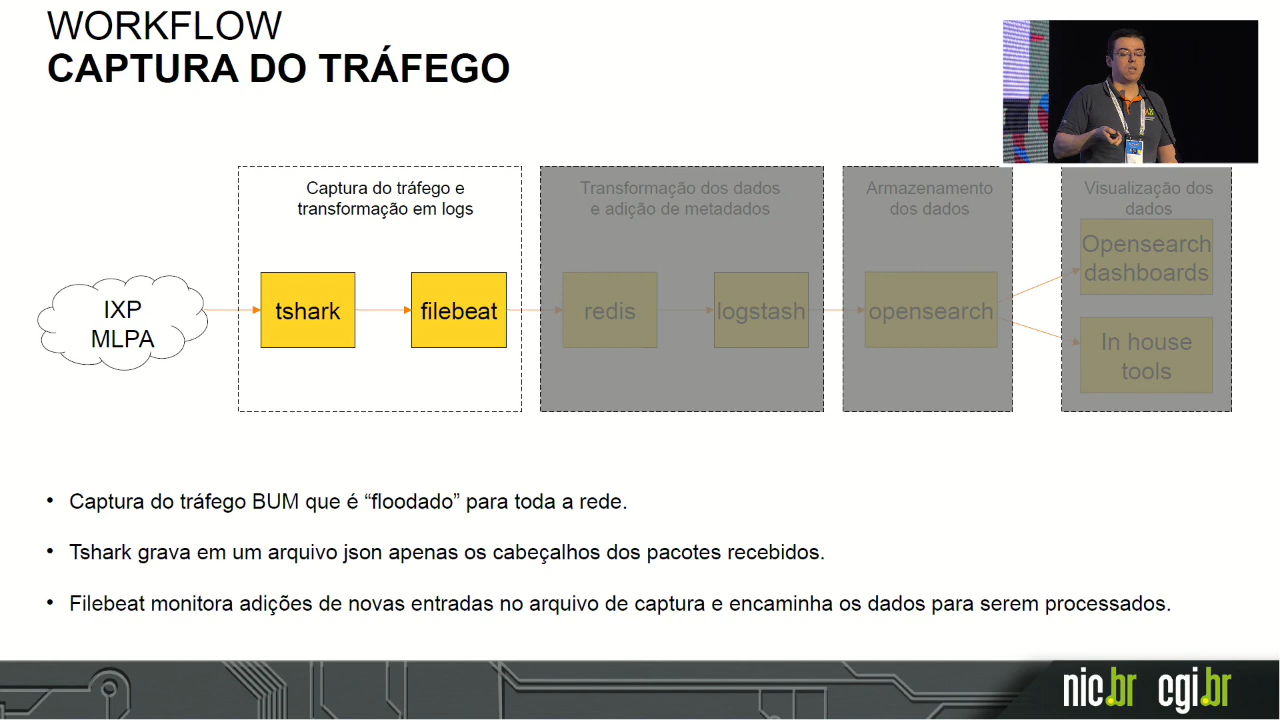 WORKFLOW
CAPTURA DO TRÁFEGO
Captura do tráfego e
transformação em logs
Transformação dos dados
e adição de metadados
Armazenamento
dos dados
Visualização dos
dados
IXP
MLPA
tshark
filebeat
redis
logstash
opensearch
Opensearch
dashboards
In house
tools
• Captura do tráfego BUM que é “floodado” para toda a rede.
• Tshark grava em um arquivo json apenas os cabeçalhos dos pacotes recebidos.
• Filebeat monitora adições de novas entradas no arquivo de captura e encaminha os dados para serem processados.
nic.br cgi.br